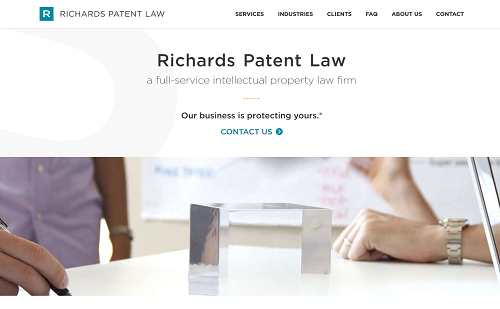 R RICHARDS PATENT LAW
SERVICES INDUSTRIES CLIENTS FAQ ABOUT US CONTACT
Richards Patent Law
a full-service intellectual property law firm
Our business is protecting yours.®
CONTACT US